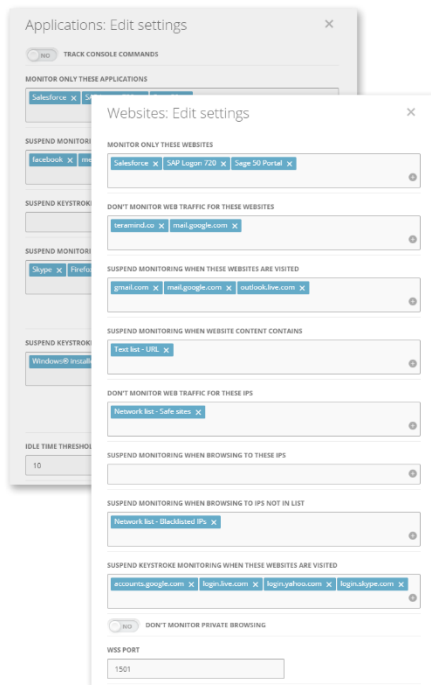 Applications: Edit settings ×
NO TRACK CONSOLE COMMANDS
MONITOR ONLY THESE APPLICATIONS
Salesforce x
SUSPEND MONITORI
facebook x
SUSPEND KEYSTROK
SUSPEND MONITORI
Skype x Firefo
SUSPEND KEYSTROK
Windows® installe
IDLE TIME THRESHOL
10
Websites: Edit settings ×
MONITOR ONLY THESE WEBSITES
Salesforce x SAP Logon 720 x Sage 50 Portal x
DON'T MONITOR WEB TRAFFIC FOR THESE WEBSITES
teramind.co x mail.google.com x
SUSPEND MONITORING WHEN THESE WEBSITES ARE VISITED
gmail.com x mail.google.com x outlook.live.com x
SUSPEND MONITORING WHEN WEBSITE CONTENT CONTAINS
Text list - URL x
DON'T MONITOR WEB TRAFFIC FOR THESE IPS
Network list - Safe sites x
SUSPEND MONITORING WHEN BROWSING TO THESE IPS
SUSPEND MONITORING WHEN BROWSING TO IPS NOT IN LIST
Network list - Blacklisted IPs x
SUSPEND KEYSTROKE MONITORING WHEN THESE WEBSITES ARE VISITED
accounts.google.com x login.live.com x login.yahoo.com x login.skype.com x
NO DON'T MONITOR PRIVATE BROWSING
WSS PORT
1501